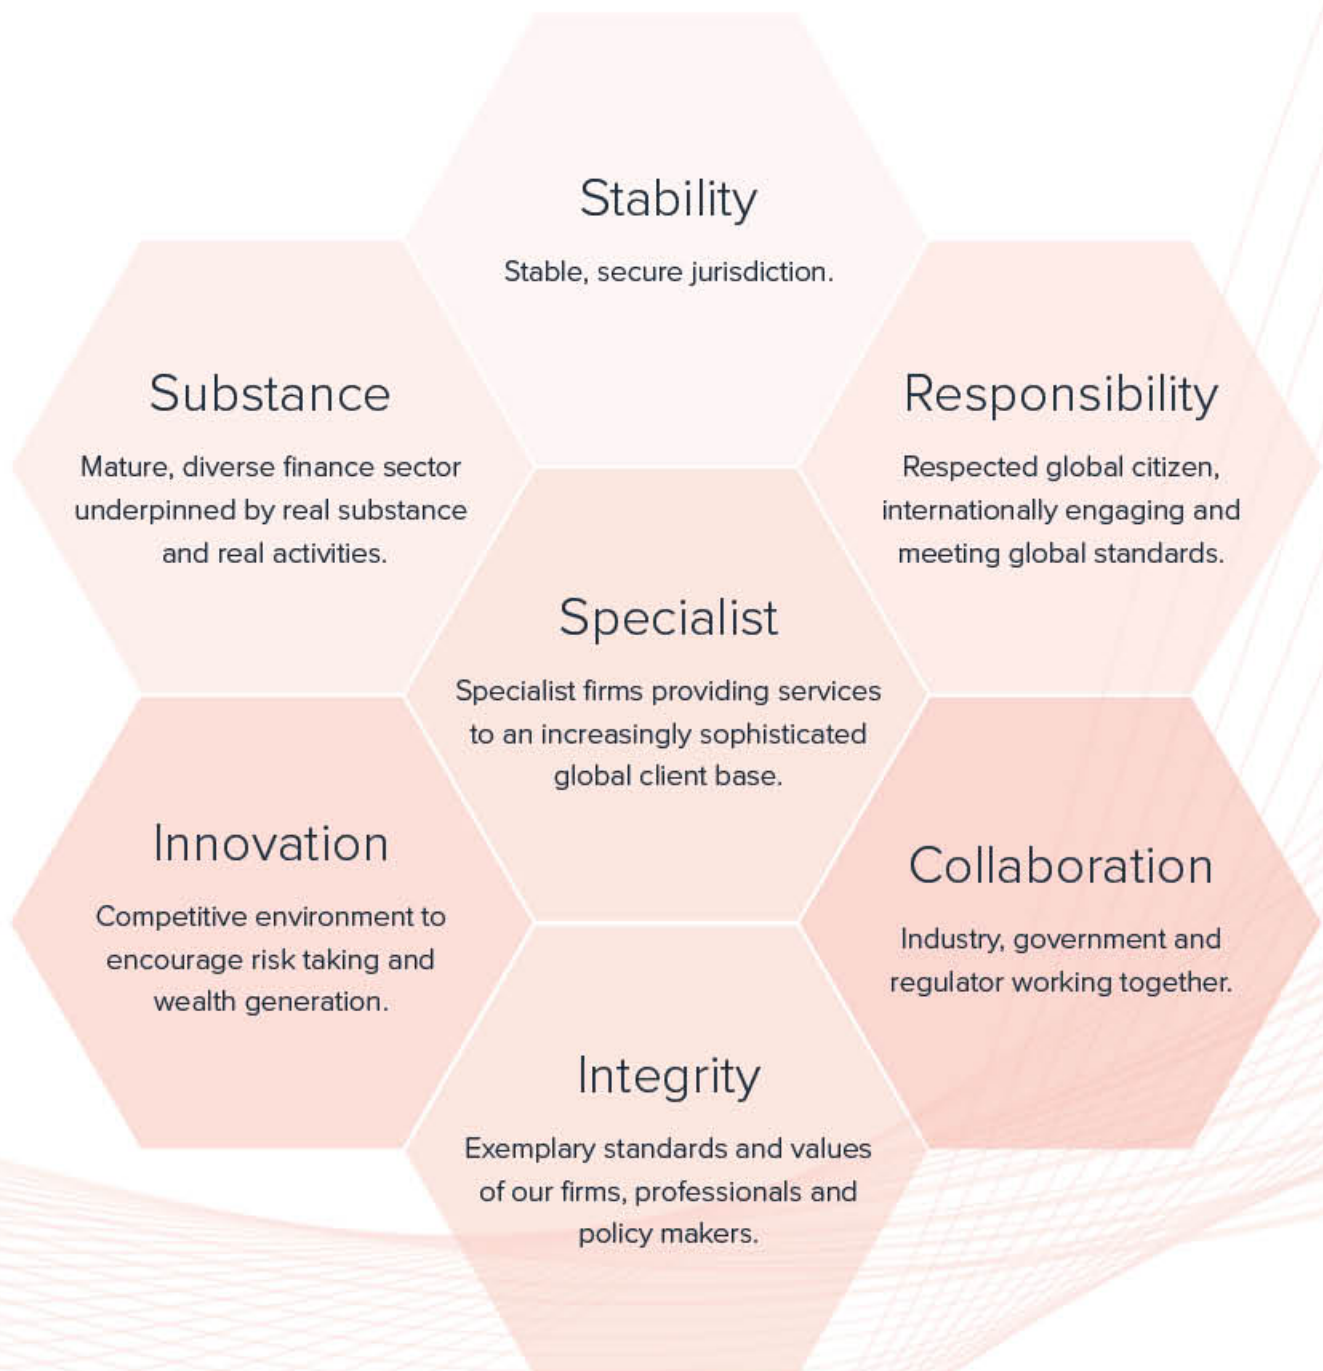 Stability
Stable, secure jurisdiction.
Substance
Mature, diverse finance sector
underpinned by real substance
and real activities.
Responsibility
Respected global citizen,
internationally engaging and
meeting global standards.
Specialist
Specialist firms providing services
to an increasingly sophisticated
global client base.
Innovation
Competitive environment to
encourage risk taking and
wealth generation.
Collaboration
Industry, government and
regulator working together.
Integrity
Exemplary standards and values
of our firms, professionals and
policy makers.